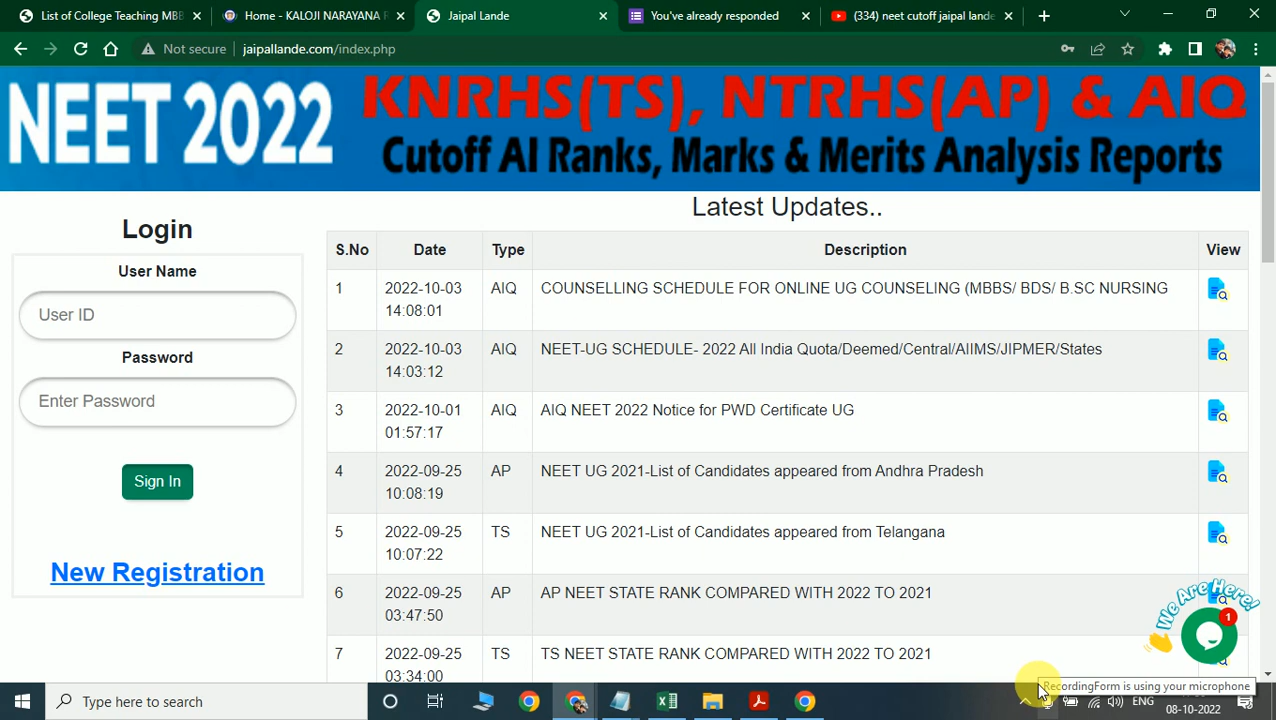 List of College Teaching MBB
Home - KALOJI NARAYANA R
Jaipal Lande
You've already responded
(334) neet cutoff jaipal lande
Not secure
jaipallande.com/index.php
NEET 2022
KNRHS(TS), NTRHS(AP) & AIQ
Cutoff AI Ranks, Marks & Merits Analysis Reports
Login
User Name
User ID
Password
Enter Password
Sign In
New Registration
Latest Updates..
S.No Date Type Description View
1 2022-10-03 14:08:01 AIQ COUNSELLING SCHEDULE FOR ONLINE UG COUNSELING (MBBS/ BDS/ B.SC NURSING
2 2022-10-03 14:03:12 AIQ NEET-UG SCHEDULE- 2022 All India Quota/Deemed/Central/AIIMS/JIPMER/States
3 2022-10-01 01:57:17 AIQ AIQ NEET 2022 Notice for PWD Certificate UG
4 2022-09-25 10:08:19 AP NEET UG 2021-List of Candidates appeared from Andhra Pradesh
5 2022-09-25 10:07:22 TS NEET UG 2021-List of Candidates appeared from Telangana
6 2022-09-25 03:47:50 AP AP NEET STATE RANK COMPARED WITH 2022 TO 2021
7 2022-09-25 03:34:00 TS TS NEET STATE RANK COMPARED WITH 2022 TO 2021
We Are Here!
1
RecordingForm is using your microphone
Type here to search
ENG
08-10-2022